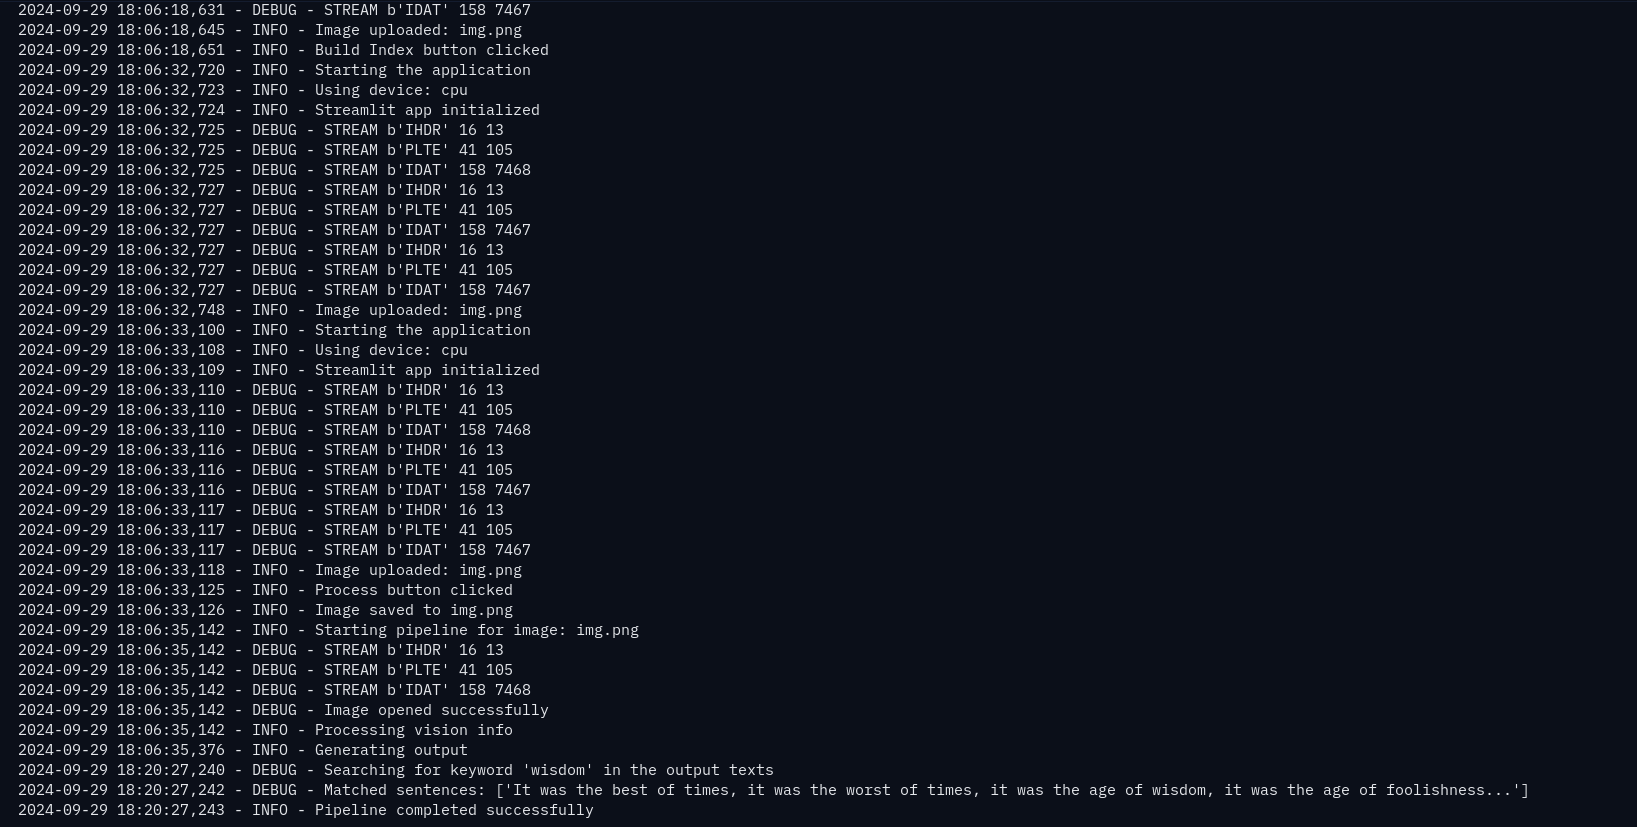 2024-09-29 18:06:18,631 - DEBUG - STREAM b'IDAT' 158 7467
2024-09-29 18:06:18,645 - INFO - Image uploaded: img.png
2024-09-29 18:06:18,651 - INFO - Build Index button clicked
2024-09-29 18:06:32,720 - INFO - Starting the application
2024-09-29 18:06:32,723 - INFO - Using device: cpu
2024-09-29 18:06:32,724 - INFO - Streamlit app initialized
2024-09-29 18:06:32,725 - DEBUG - STREAM b'IHDR' 16 13
2024-09-29 18:06:32,725 - DEBUG - STREAM b'PLTE' 41 105
2024-09-29 18:06:32,725 - DEBUG - STREAM b'IDAT' 158 7468
2024-09-29 18:06:32,727 - DEBUG - STREAM b'IHDR' 16 13
2024-09-29 18:06:32,727 - DEBUG - STREAM b'PLTE' 41 105
2024-09-29 18:06:32,727 - DEBUG - STREAM b'IDAT' 158 7467
2024-09-29 18:06:32,727 - DEBUG - STREAM b'IHDR' 16 13
2024-09-29 18:06:32,727 - DEBUG - STREAM b'PLTE' 41 105
2024-09-29 18:06:32,727 - DEBUG - STREAM b'IDAT' 158 7467
2024-09-29 18:06:32,748 - INFO - Image uploaded: img.png
2024-09-29 18:06:33,100 - INFO - Starting the application
2024-09-29 18:06:33,108 - INFO - Using device: cpu
2024-09-29 18:06:33,109 - INFO - Streamlit app initialized
2024-09-29 18:06:33,110 - DEBUG - STREAM b'IHDR' 16 13
2024-09-29 18:06:33,110 - DEBUG - STREAM b'PLTE' 41 105
2024-09-29 18:06:33,110 - DEBUG - STREAM b'IDAT' 158 7468
2024-09-29 18:06:33,116 - DEBUG - STREAM b'IHDR' 16 13
2024-09-29 18:06:33,116 - DEBUG - STREAM b'PLTE' 41 105
2024-09-29 18:06:33,116 - DEBUG - STREAM b'IDAT' 158 7467
2024-09-29 18:06:33,117 - DEBUG - STREAM b'IHDR' 16 13
2024-09-29 18:06:33,117 - DEBUG - STREAM b'PLTE' 41 105
2024-09-29 18:06:33,117 - DEBUG - STREAM b'IDAT' 158 7467
2024-09-29 18:06:33,118 - INFO - Image uploaded: img.png
2024-09-29 18:06:33,125 - INFO - Process button clicked
2024-09-29 18:06:33,126 - INFO - Image saved to img.png
2024-09-29 18:06:35,142 - INFO - Starting pipeline for image: img.png
2024-09-29 18:06:35,142 - DEBUG - STREAM b'IHDR' 16 13
2024-09-29 18:06:35,142 - DEBUG - STREAM b'PLTE' 41 105
2024-09-29 18:06:35,142 - DEBUG - STREAM b'IDAT' 158 7468
2024-09-29 18:06:35,142 - DEBUG - Image opened successfully
2024-09-29 18:06:35,142 - INFO - Processing vision info
2024-09-29 18:06:35,376 - INFO - Generating output
2024-09-29 18:20:27,240 - DEBUG - Searching for keyword 'wisdom' in the output texts
2024-09-29 18:20:27,242 - DEBUG - Matched sentences: ['It was the best of times, it was the worst of times, it was the age of wisdom, it was the age of foolishness...']
2024-09-29 18:20:27,243 - INFO - Pipeline completed successfully